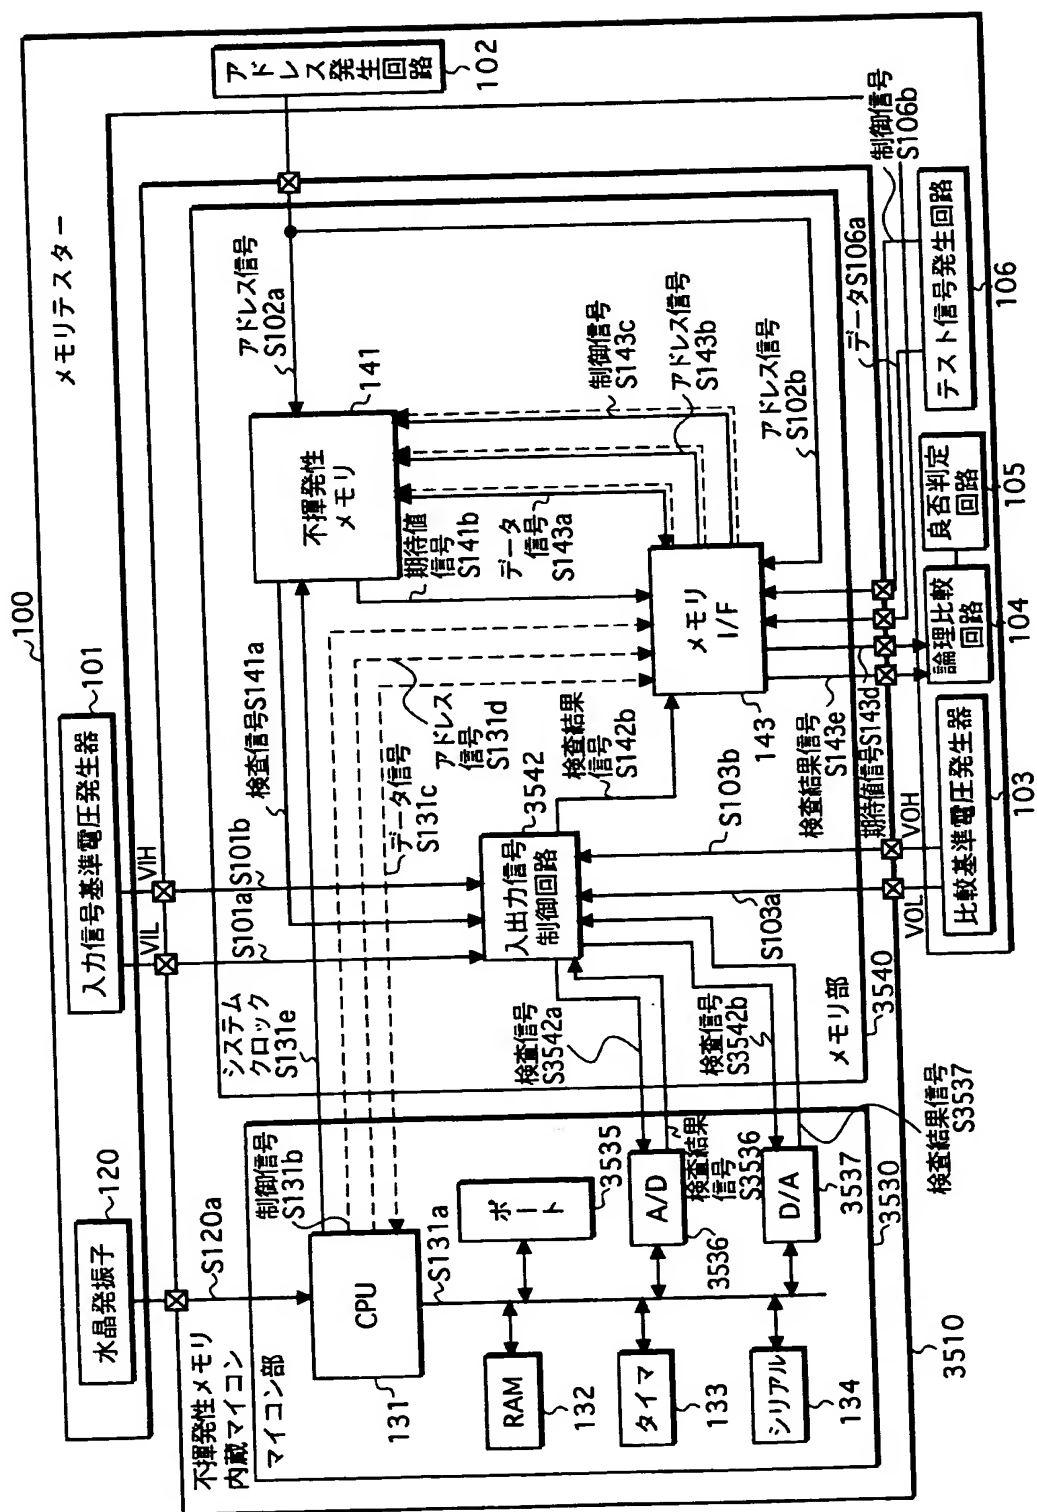 100
メモリテスター
水晶発振子
120
入力信号基準電圧発生器
101
アドレス発生回路
102
S120a
VIL
VIH
S101a
S101b
検査信号S141a
アドレス信号
S102a
不揮発性メモリ
内蔵マイコン
マイコン部
制御信号
S131b
システム
クロック
S131e
CPU
131
S131a
不揮発性
メモリ
141
期待値
信号
S141b
データ
信号
S143a
制御信号
S143c
アドレス信号
S143b
アドレス信号
S102b
アドレス
信号
S131d
データ信号
S131c
RAM
132
タイマ
133
シリアル
134
ポート
3535
A/D
3536
D/A
3537
3530
検査結果
信号
S3536
検査結果信号
S3537
検査信号
S3542a
検査信号
S3542b
入出力信号
制御回路
3542
検査結果
信号
S142b
メモリ
I/F
143
S103b
S103a
検査結果信号
S143e
期待値信号S143d
データS106a
制御信号
S106b
メモリ部
3540
3510
VOL
VOH
比較基準電圧発生器
103
論理比較
回路
104
良否判定
回路
105
テスト信号発生回路
106